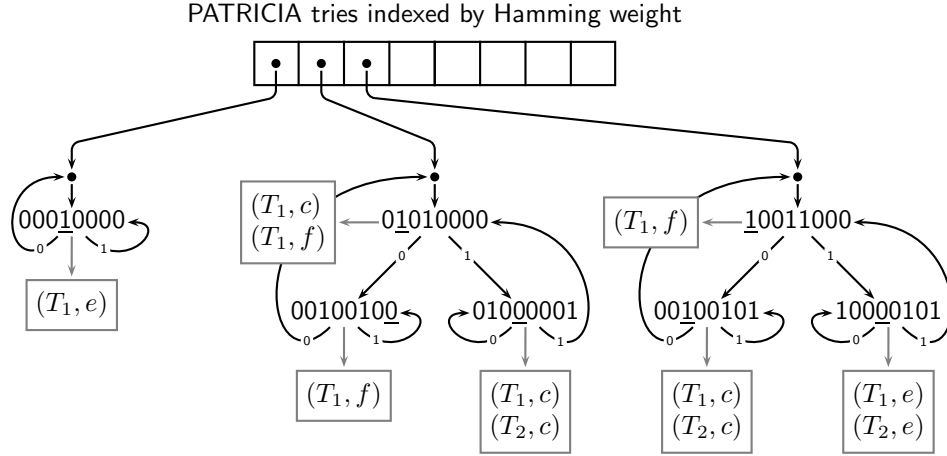 PATRICIA tries indexed by Hamming weight
00010000
0 1
(T1, e)
(T1, c)
(T1, f)
01010000
0 1
00100100
0 1
01000001
0 1
(T1, f)
(T1, c)
(T2, c)
(T1, f)
10011000
0 1
00100101
0 1
10000101
0 1
(T1, c)
(T2, c)
(T1, e)
(T2, e)